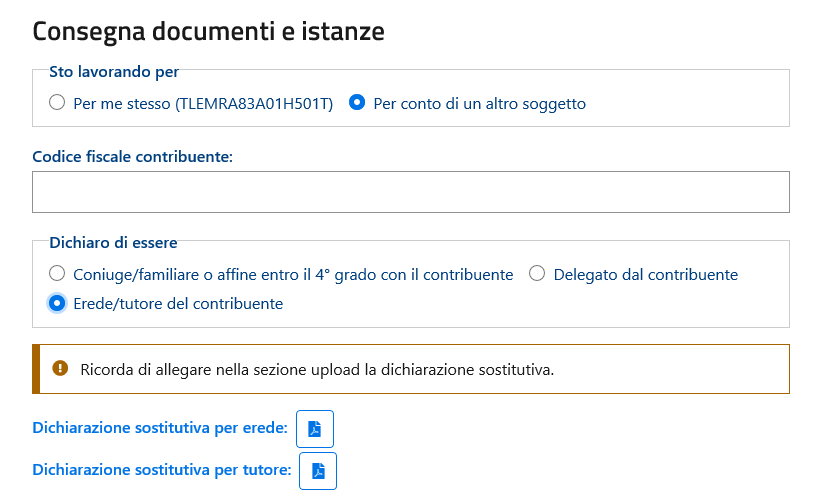 Consegna documenti e istanze
Sto lavorando per
Per me stesso (TLEMRA83A01H501T) Per conto di un altro soggetto
Codice fiscale contribuente:
Dichiaro di essere
Coniuge/familiare o affine entro il 4° grado con il contribuente Delegato dal contribuente
Erede/tutore del contribuente
Ricorda di allegare nella sezione upload la dichiarazione sostitutiva.
Dichiarazione sostitutiva per erede:
Dichiarazione sostitutiva per tutore: